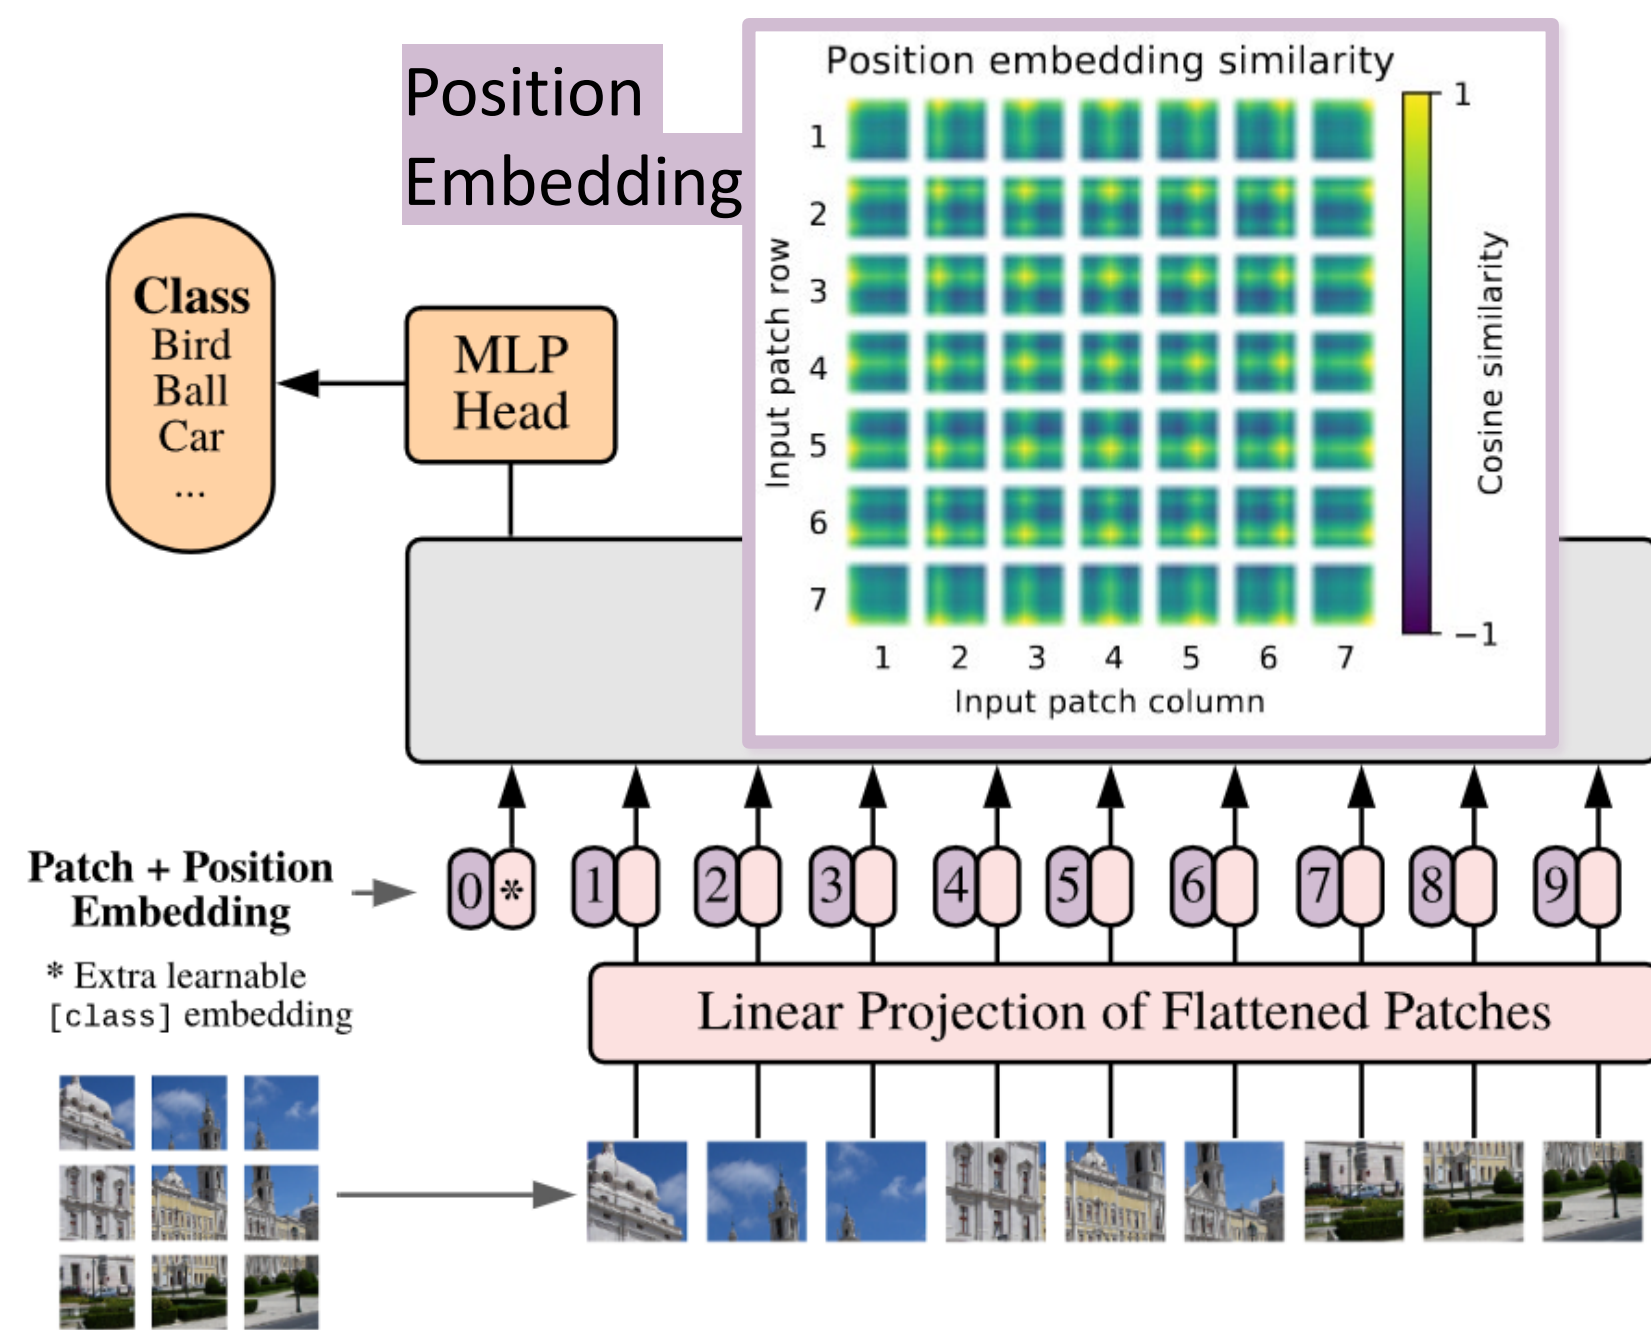 Position
Embedding
Position embedding similarity
1
2
3
4
5
6
7
Input patch row
1 2 3 4 5 6 7
Input patch column
1
−1
Cosine similarity
Class
Bird
Ball
Car
...
MLP
Head
Patch + Position
Embedding
* Extra learnable
[class] embedding
0 * 1 2 3 4 5 6 7 8 9
Linear Projection of Flattened Patches